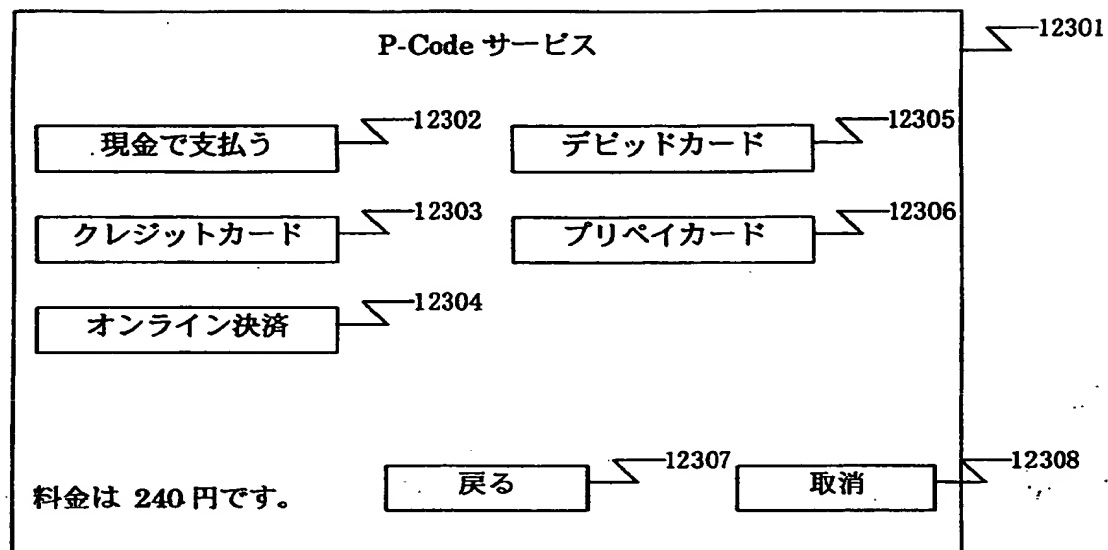 P-Code サービス
12301
現金で支払う
12302
デビッドカード
12305
クレジットカード
12303
プリペイカード
12306
オンライン決済
12304
料金は 240 円です。
戻る
12307
取消
12308